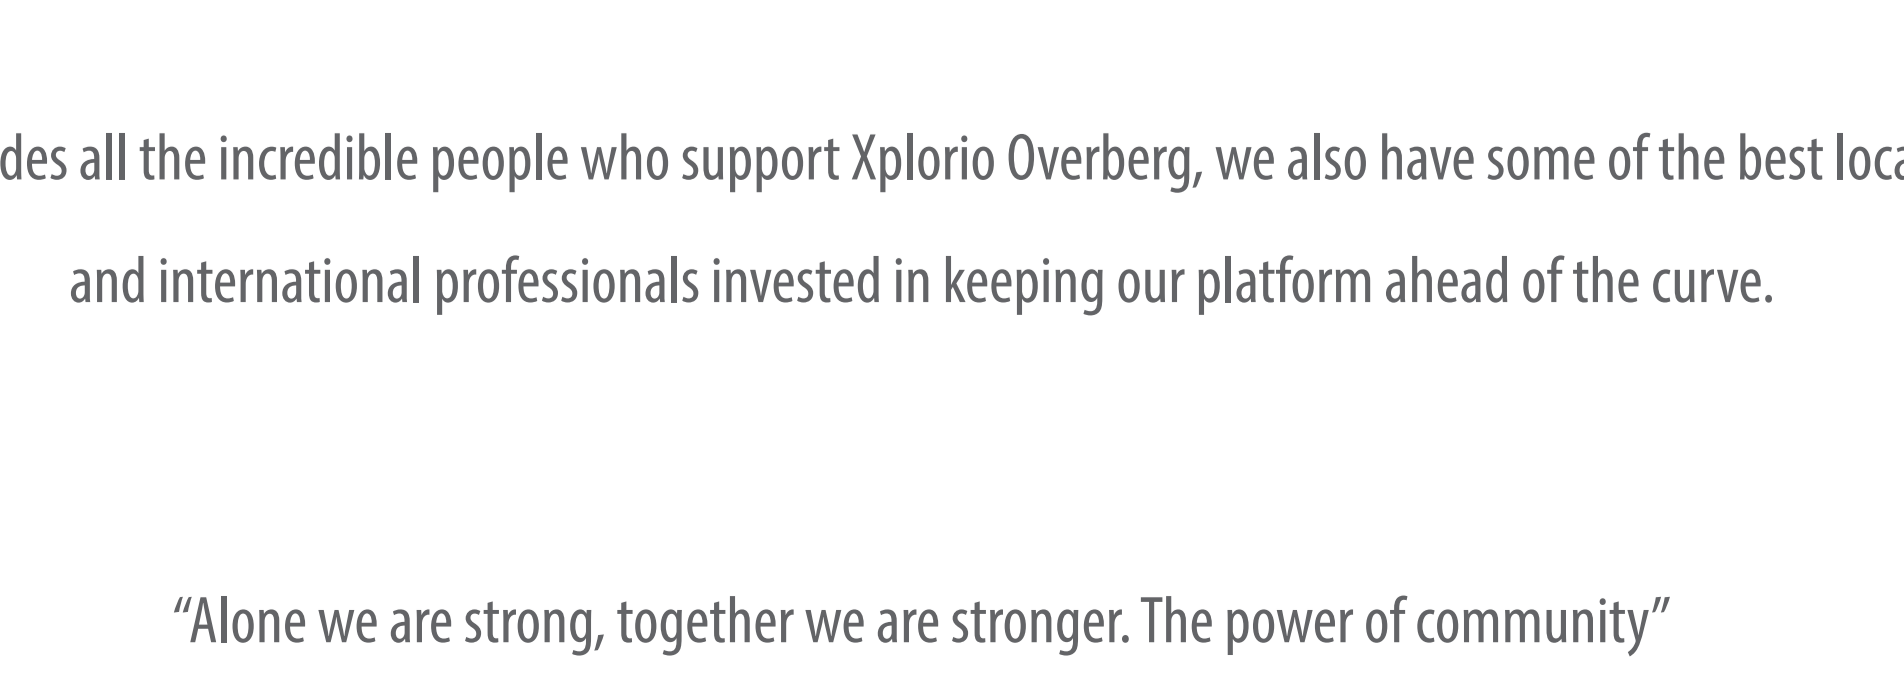 des all the incredible people who support Xplorio Overberg, we also have some of the best loca
and international professionals invested in keeping our platform ahead of the curve.
“Alone we are strong, together we are stronger. The power of community”